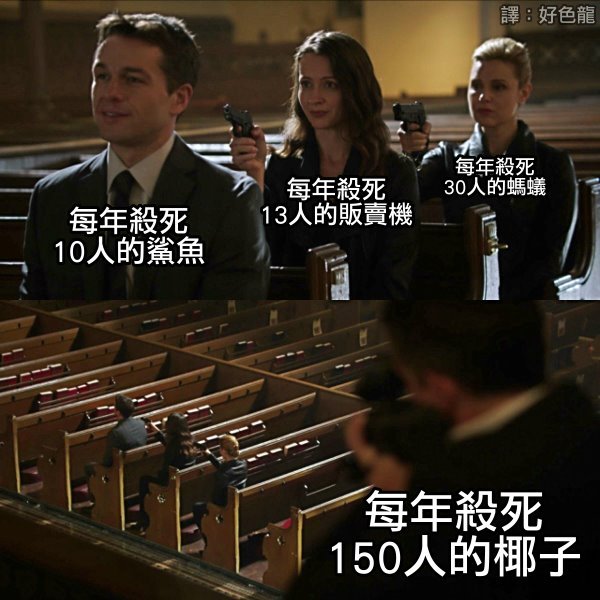 譯：好色龍
每年殺死
10人的鯊魚
每年殺死
13人的販賣機
每年殺死
30人的螞蟻
每年殺死
150人的椰子